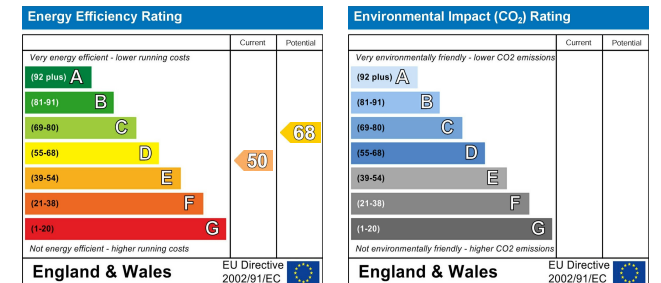 Energy Efficiency Rating
Current Potential
Very energy efficient - lower running costs
(92 plus) A
(81-91) B
(69-80) C
(55-68) D
(39-54) E
(21-38) F
(1-20) G
50
68
Not energy efficient - higher running costs
England & Wales
EU Directive
2002/91/EC
Environmental Impact (CO2) Rating
Current Potential
Very environmentally friendly - lower CO2 emissions
(92 plus) A
(81-91) B
(69-80) C
(55-68) D
(39-54) E
(21-38) F
(1-20) G
Not environmentally friendly - higher CO2 emissions
England & Wales
EU Directive
2002/91/EC